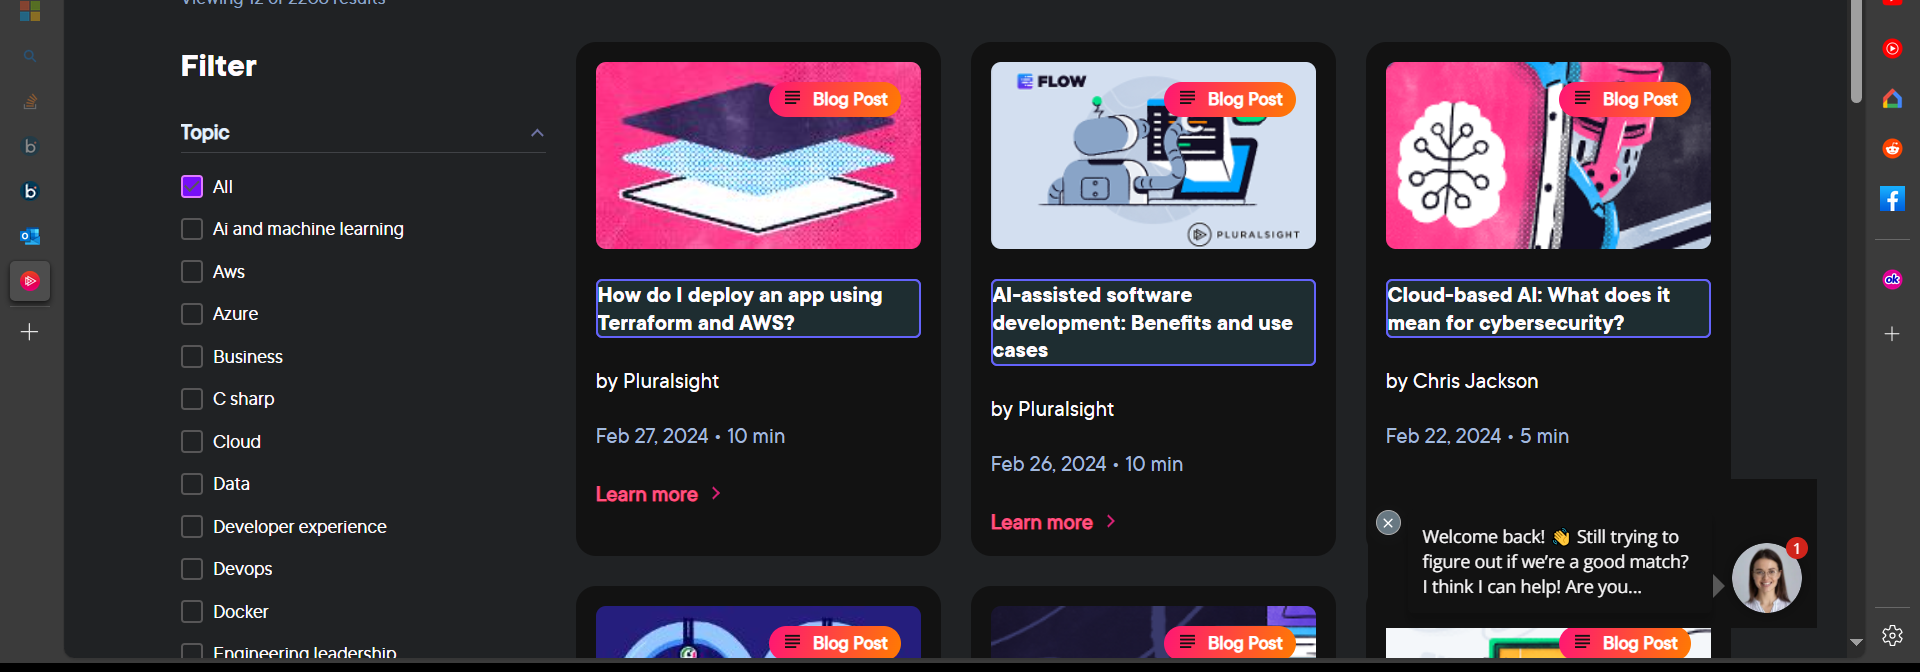 Viewing 12 of 2206 results
Filter
Topic
All
Ai and machine learning
Aws
Azure
Business
C sharp
Cloud
Data
Developer experience
Devops
Docker
Engineering leadership
Blog Post
How do I deploy an app using
Terraform and AWS?
by Pluralsight
Feb 27, 2024 • 10 min
Learn more
FLOW
Blog Post
PLURALSIGHT
AI-assisted software
development: Benefits and use
cases
by Pluralsight
Feb 26, 2024 • 10 min
Learn more
Blog Post
Cloud-based AI: What does it
mean for cybersecurity?
by Chris Jackson
Feb 22, 2024 • 5 min
Welcome back! 👋 Still trying to
figure out if we're a good match?
I think I can help! Are you...
1
Blog Post
Blog Post
Blog Post
ok